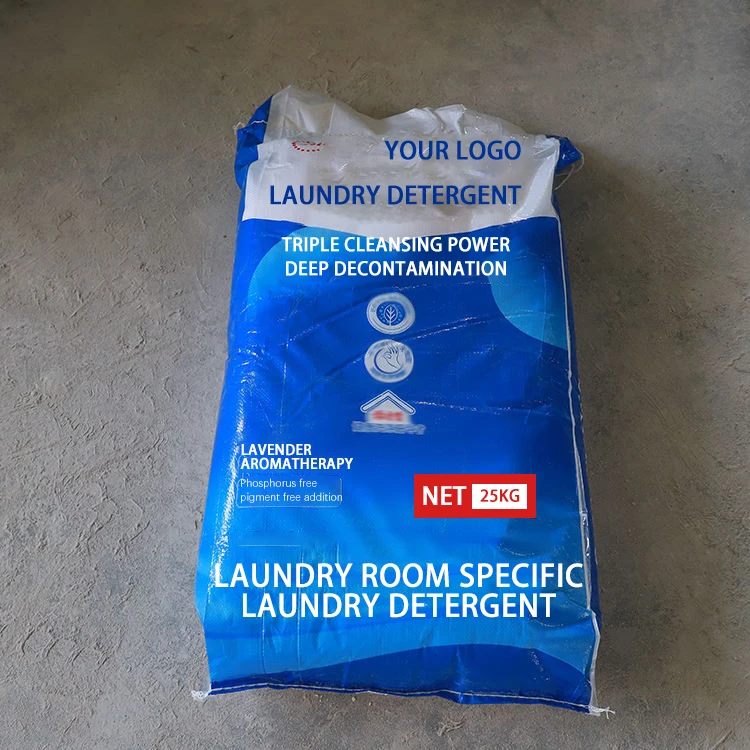 YOUR LOGO
LAUNDRY DETERGENT
TRIPLE CLEANSING POWER
DEEP DECONTAMINATION
LAVENDER
AROMATHERAPY
Phosphorus free
pigment free addition
NET 25KG
LAUNDRY ROOM SPECIFIC
LAUNDRY DETERGENT